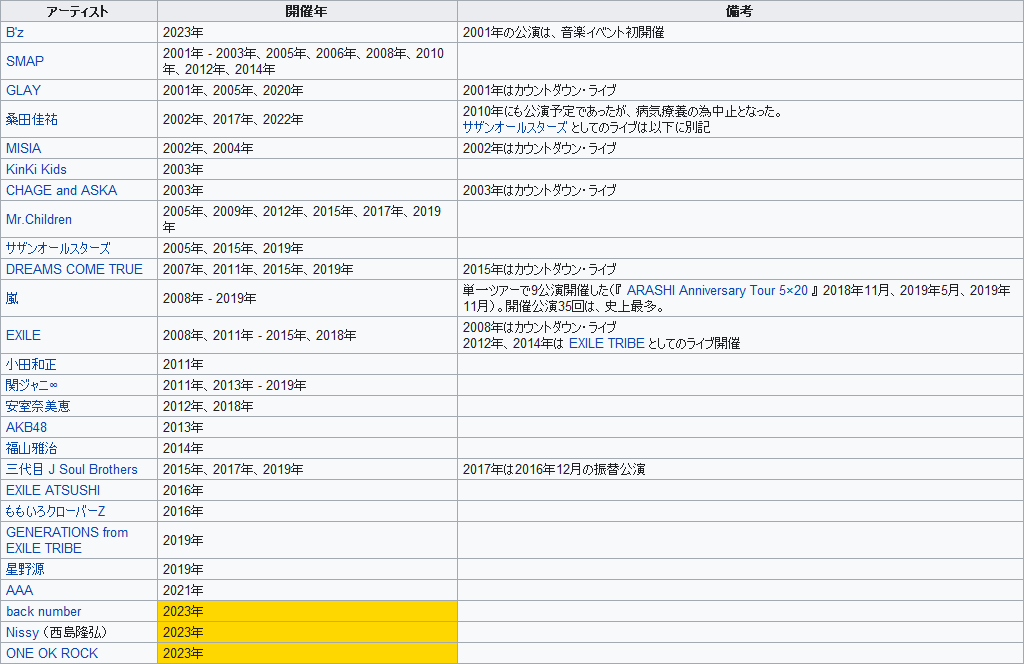 アーティスト 開催年 備考
B'z 2023年 2001年の公演は、音楽イベント初開催
SMAP 2001年 - 2003年、2005年、2006年、2008年、2010
年、2012年、2014年
GLAY 2001年、2005年、2020年 2001年はカウントダウン・ライブ
桑田佳祐 2002年、2017年、2022年 2010年にも公演予定であったが、病気療養の為中止となった。
サザンオールスターズ としてのライブは以下に別記
MISIA 2002年、2004年 2002年はカウントダウン・ライブ
KinKi Kids 2003年
CHAGE and ASKA 2003年 2003年はカウントダウン・ライブ
Mr.Children 2005年、2009年、2012年、2015年、2017年、2019
年
サザンオールスターズ 2005年、2015年、2019年
DREAMS COME TRUE 2007年、2011年、2015年、2019年 2015年はカウントダウン・ライブ
嵐 2008年 - 2019年 単一ツアーで9公演開催した(『 ARASHI Anniversary Tour 5×20 』 2018年11月、2019年5月、2019年
11月)。開催公演35回は、史上最多。
EXILE 2008年、2011年 - 2015年、2018年 2008年はカウントダウン・ライブ
2012年、2014年は EXILE TRIBE としてのライブ開催
小田和正 2011年
関ジャニ∞ 2011年、2013年 - 2019年
安室奈美恵 2012年、2018年
AKB48 2013年
福山雅治 2014年
三代目 J Soul Brothers 2015年、2017年、2019年 2017年は2016年12月の振替公演
EXILE ATSUSHI 2016年
ももいろクローバーZ 2016年
GENERATIONS from
EXILE TRIBE 2019年
星野源 2019年
AAA 2021年
back number 2023年
Nissy (西島隆弘) 2023年
ONE OK ROCK 2023年